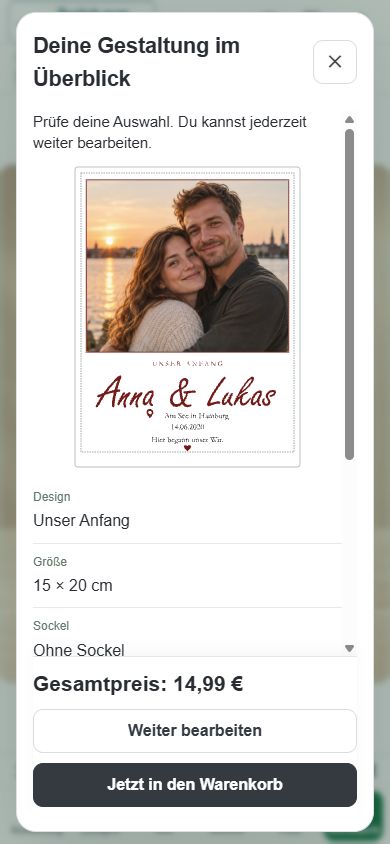 Deine Gestaltung im
Überblick
Prüfe deine Auswahl. Du kannst jederzeit
weiter bearbeiten.
UNSER ANFANG
Anna & Lukas
Am See in Hamburg
14.06.2020
Hier begann unser Wir.
Design
Unser Anfang
Größe
15 × 20 cm
Sockel
Ohne Sockel
Gesamtpreis: 14,99 €
Weiter bearbeiten
Jetzt in den Warenkorb